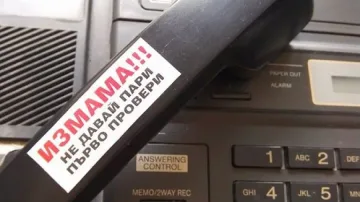 ИЗМАМА!!!
НЕ ДАВАЙ ПАРИ
ПЪРВО ПРОВЕРИ
PAPER OUT
ALARM
ANSWERING
CONTROL
MEMO/2WAY REC
1 ABC 2 DEF
GHI 4 JKL 5 MN